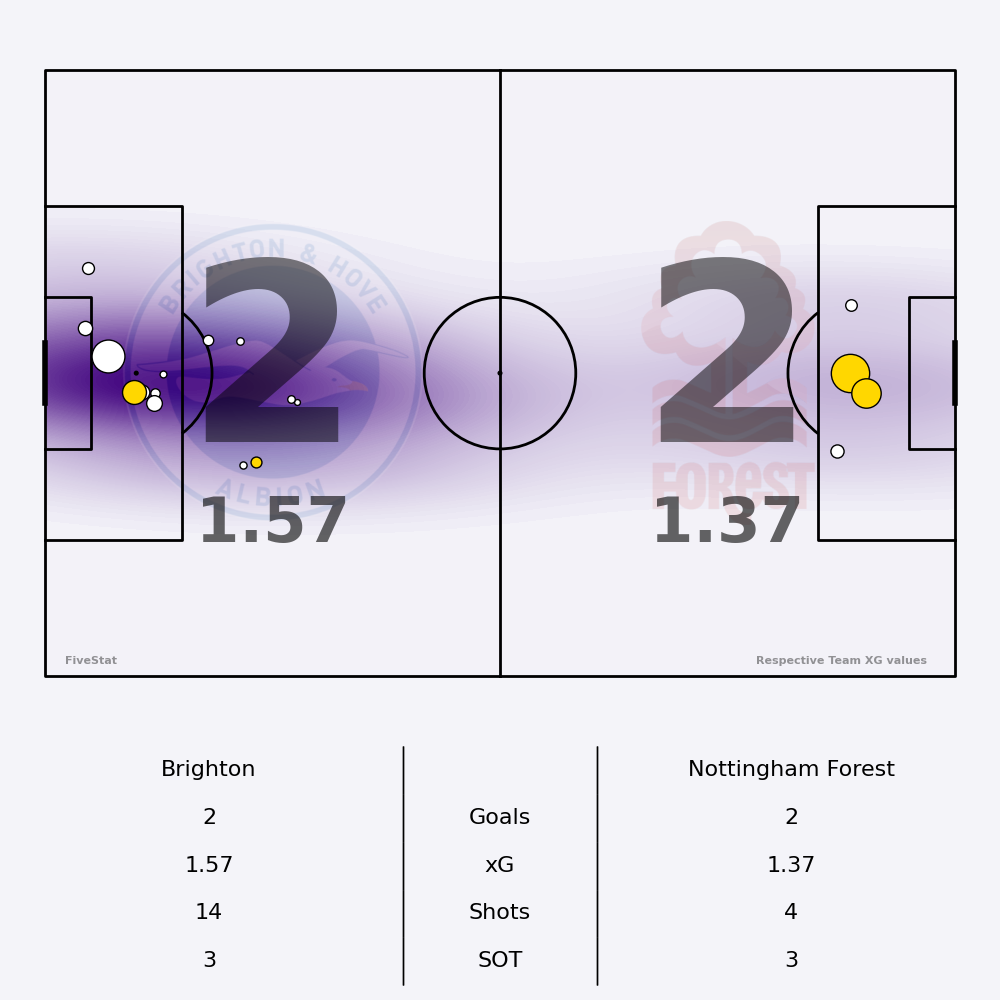 BRIGHTON & HOVE
ALBION
2
1.57
FOREST
2
1.37
FiveStat
Respective Team XG values
Brighton Nottingham Forest
2 Goals 2
1.57 xG 1.37
14 Shots 4
3 SOT 3